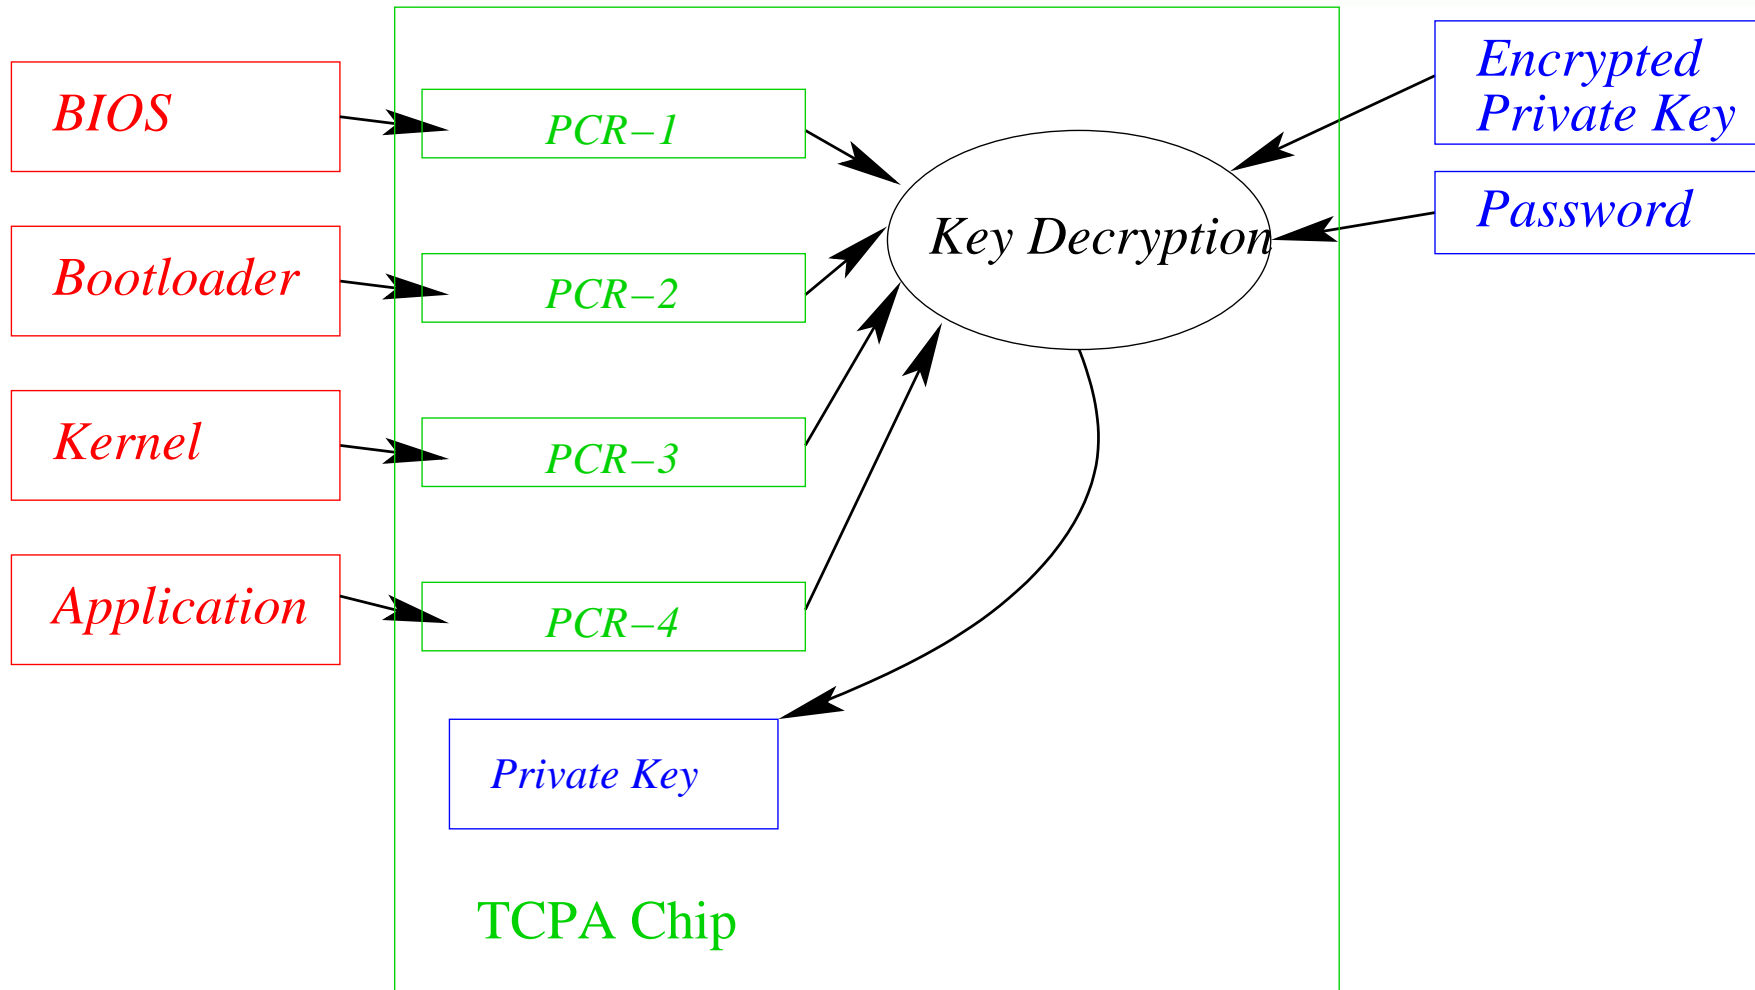 BIOS
Bootloader
Kernel
Application
PCR–1
PCR–2
PCR–3
PCR–4
Key Decryption
Encrypted
Private Key
Password
Private Key
TCPA Chip